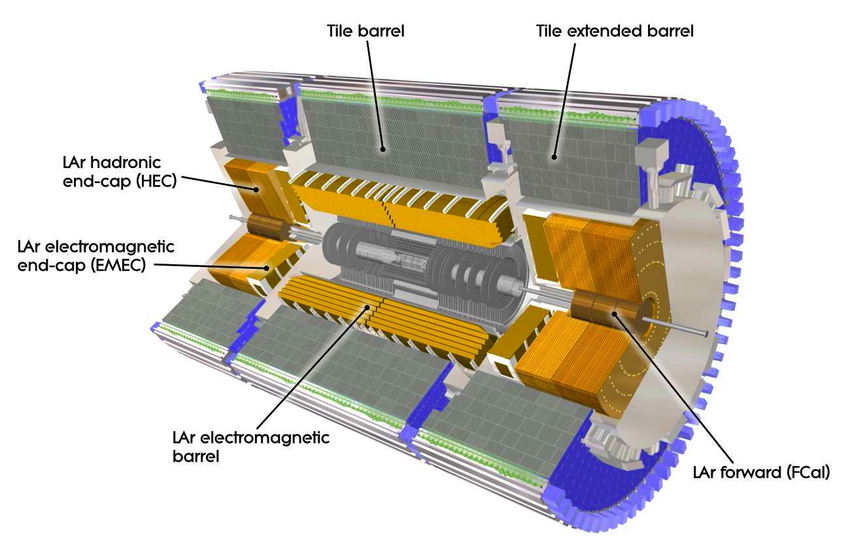 Tile barrel
Tile extended barrel
LAr hadronic
end-cap (HEC)
LAr electromagnetic
end-cap (EMEC)
LAr electromagnetic
barrel
LAr forward (FCal)